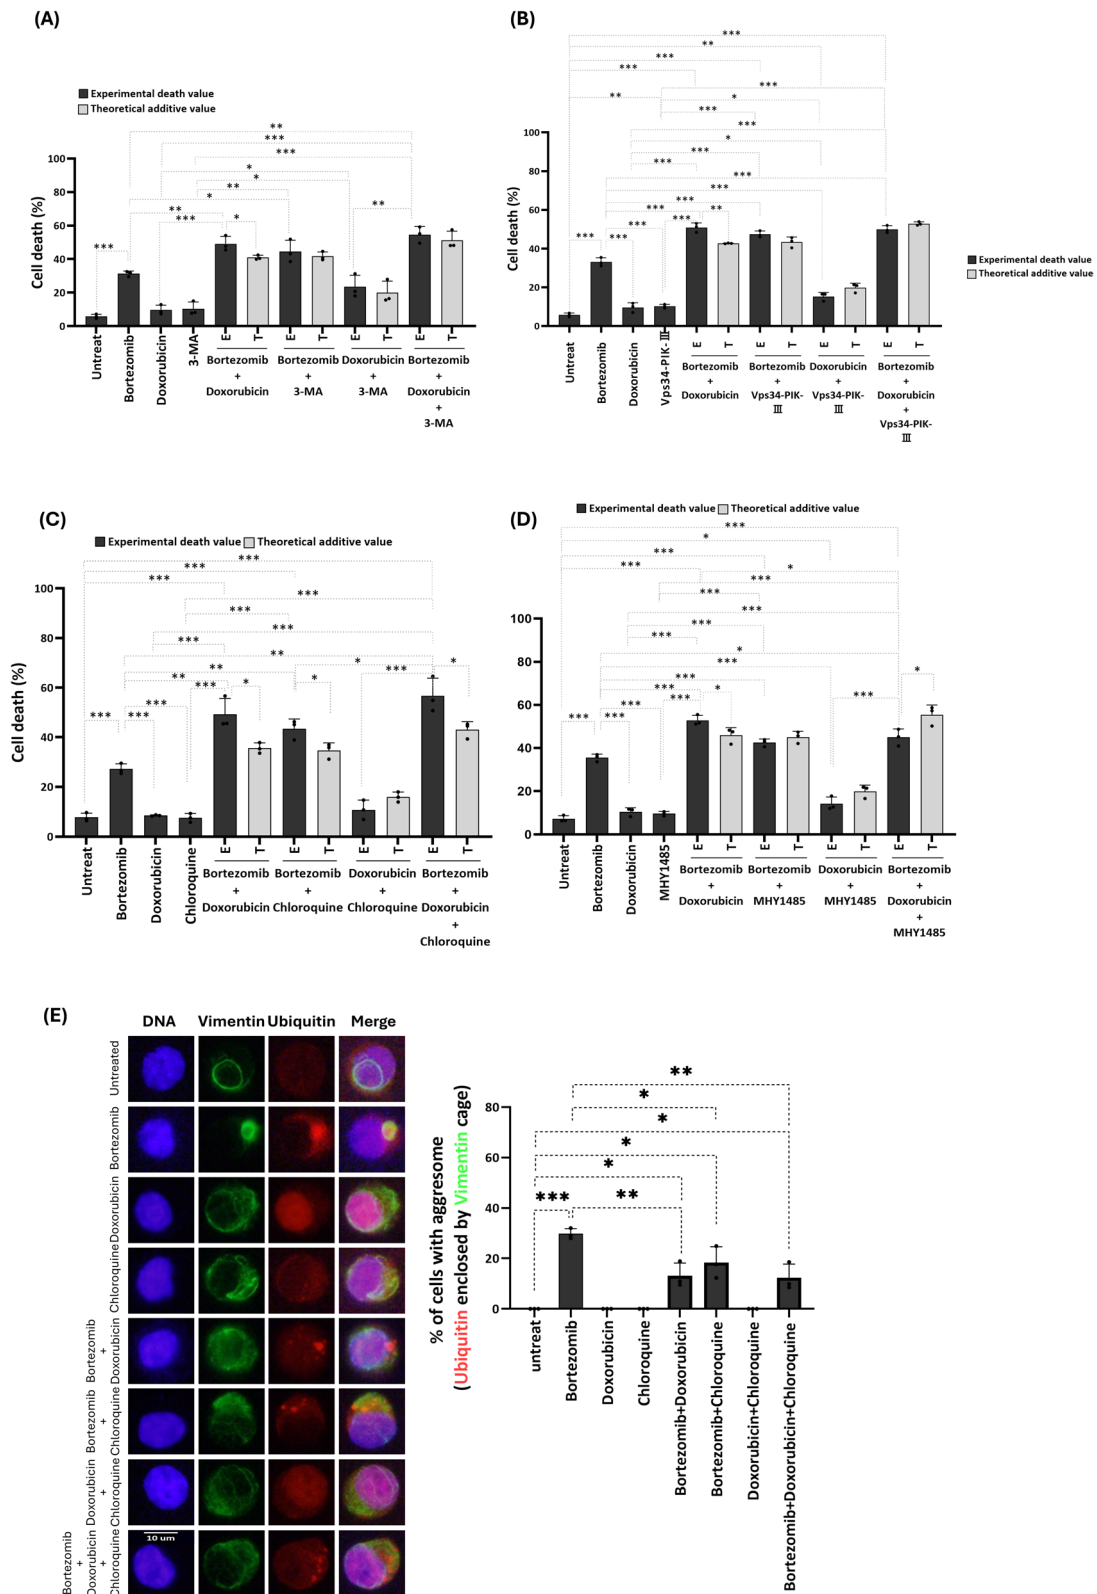 (A)
Experimental death value
Theoretical additive value
**
***
***
*
*
**
*
**
***
*
**
***
Cell death (%)
100
80
60
40
20
0
E T E T E T E T
Untreat
Bortezomib
Doxorubicin
3-MA
Bortezomib
+
Doxorubicin
Bortezomib
+
3-MA
Doxorubicin
+
3-MA
Bortezomib
+
Doxorubicin
+
3-MA
(B)
***
**
***
***
***
**
*
***
***
*
***
***
***
***
***
***
**
***
***
***
Cell death (%)
100
80
60
40
20
0
Experimental death value
Theoretical additive value
E T E T E T E T
Untreat
Bortezomib
Doxorubicin
Vps34-PIK-III
Bortezomib
+
Doxorubicin
Bortezomib
+
Vps34-PIK-
III
Doxorubicin
+
Vps34-PIK-
III
Bortezomib
+
Doxorubicin
+
Vps34-PIK-
III
(C)
Experimental death value
Theoretical additive value
***
***
***
***
***
***
***
**
*
*
**
***
**
*
***
*
***
***
***
Cell death (%)
100
80
60
40
20
0
E T E T E T E T
Untreat
Bortezomib
Doxorubicin
Chloroquine
Bortezomib
+
Doxorubicin
Bortezomib
+
Chloroquine
Doxorubicin
+
Chloroquine
Bortezomib
+
Doxorubicin
+
Chloroquine
(D)
Experimental death value
Theoretical additive value
***
*
***
***
*
***
***
***
***
***
*
***
*
***
***
*
***
***
***
***
***
Cell death (%)
100
80
60
40
20
0
E T E T E T E T
Untreat
Bortezomib
Doxorubicin
MHY1485
Bortezomib
+
Doxorubicin
Bortezomib
+
MHY1485
Doxorubicin
+
MHY1485
Bortezomib
+
Doxorubicin
+
MHY1485
(E)
DNA Vimentin Ubiquitin Merge
Untreated
Bortezomib
Doxorubicin
Chloroquine
Bortezomib
+
Doxorubicin
Bortezomib
+
Chloroquine
Doxorubicin
+
Chloroquine
Bortezomib
+
Doxorubicin
+
Chloroquine
10 um
**
*
*
*
*
***
**
% of cells with aggresome
(Ubiquitin enclosed by Vimentin cage)
80
60
40
20
0
untreat
Bortezomib
Doxorubicin
Chloroquine
Bortezomib+Doxorubicin
Bortezomib+Chloroquine
Doxorubicin+Chloroquine
Bortezomib+Doxorubicin+Chloroquine